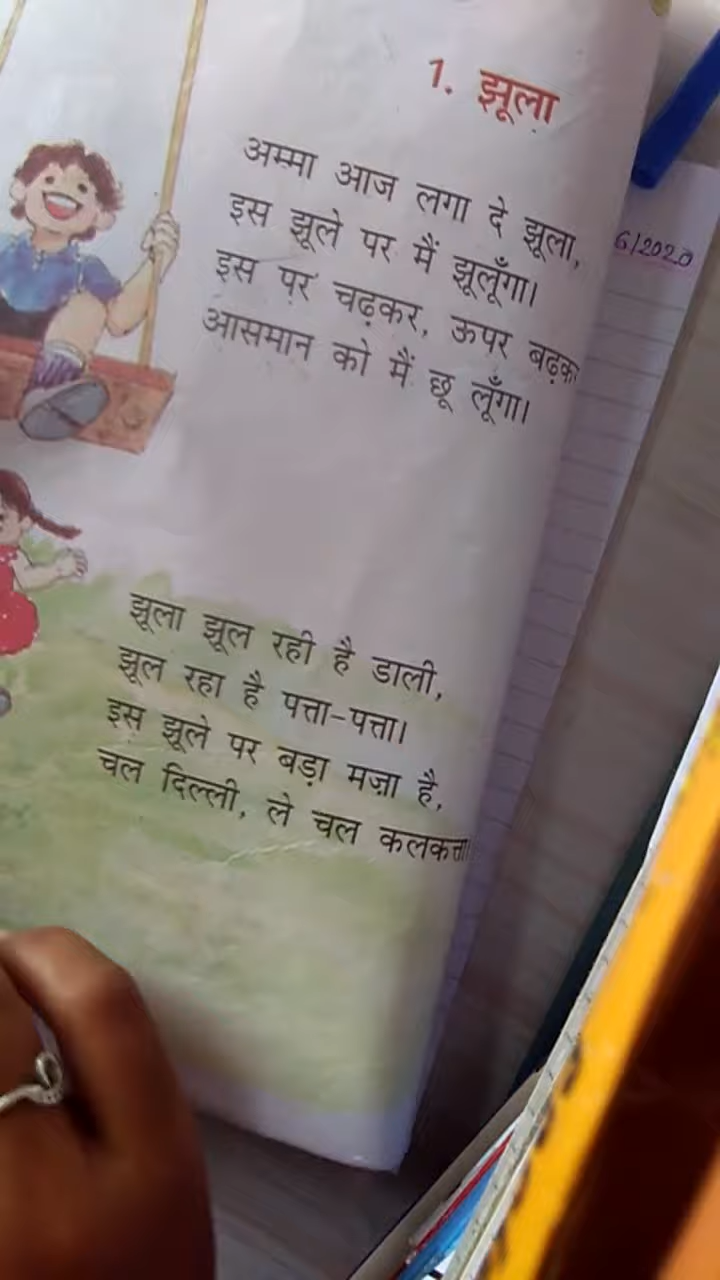 1. झूला
अम्मा आज लगा दे झूला,
इस झूले पर मैं झूलूँगा।
इस पर चढ़कर, ऊपर बढ़कर
आसमान को मैं छू लूँगा।
झूला झूल रही है डाली,
झूल रहा है पत्ता-पत्ता।
इस झूले पर बड़ा मज़ा है,
चल दिल्ली, ले चल कलकत्ता।
6/2020